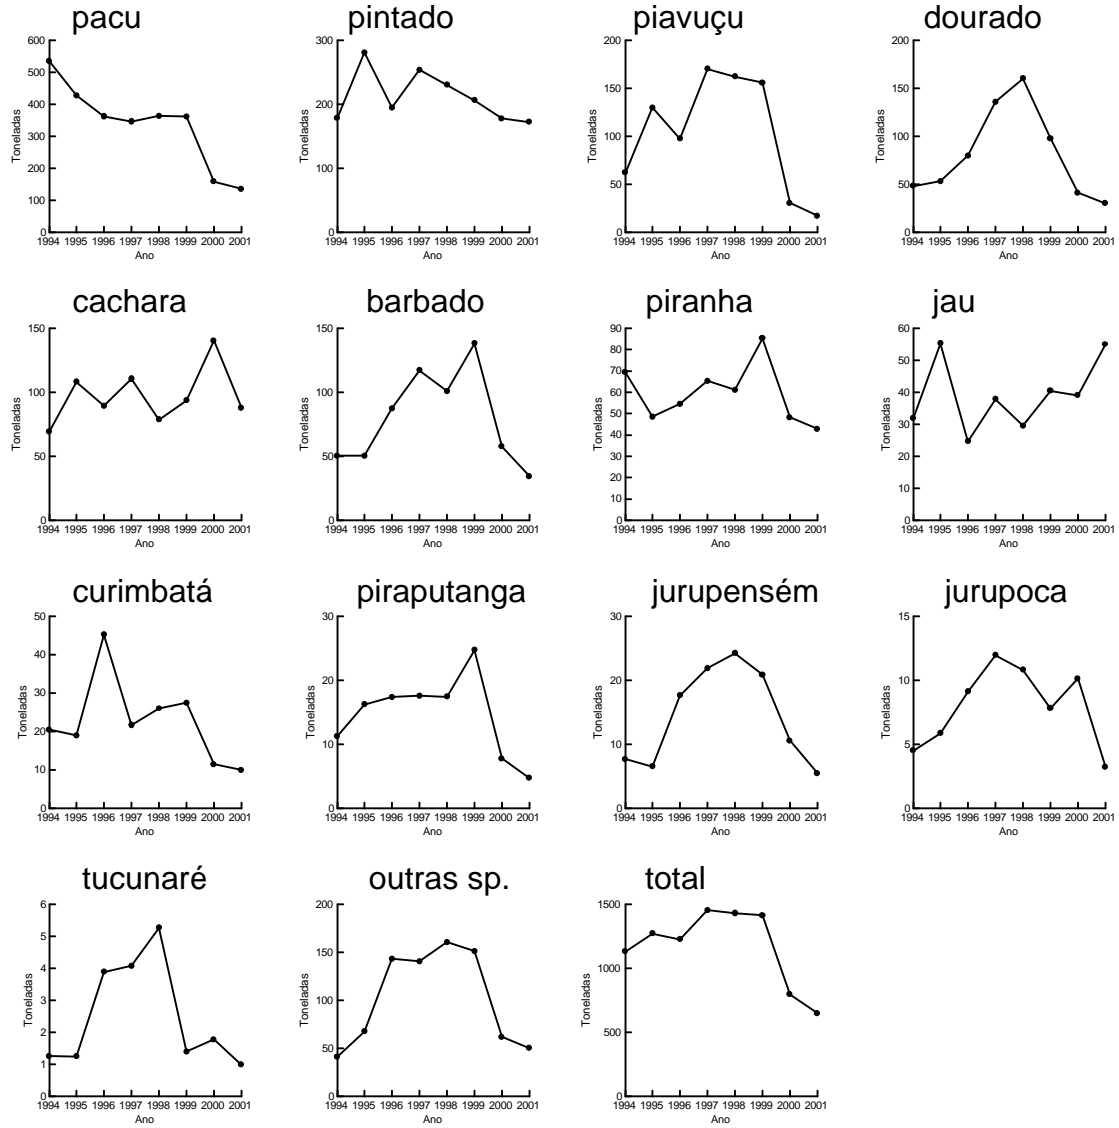 pacu
600
500
400
300
200
100
0
Toneladas
1994 1995 1996 1997 1998 1999 2000 2001
Ano
pintado
300
200
100
0
Toneladas
1994 1995 1996 1997 1998 1999 2000 2001
Ano
piavuçu
200
150
100
50
0
Toneladas
1994 1995 1996 1997 1998 1999 2000 2001
Ano
dourado
200
150
100
50
0
Toneladas
1994 1995 1996 1997 1998 1999 2000 2001
Ano
cachara
150
100
50
0
Toneladas
1994 1995 1996 1997 1998 1999 2000 2001
Ano
barbado
150
100
50
0
Toneladas
1994 1995 1996 1997 1998 1999 2000 2001
Ano
piranha
90
80
70
60
50
40
30
20
10
0
Toneladas
1994 1995 1996 1997 1998 1999 2000 2001
Ano
jau
60
50
40
30
20
10
0
Toneladas
1994 1995 1996 1997 1998 1999 2000 2001
Ano
curimbatá
50
40
30
20
10
0
Toneladas
1994 1995 1996 1997 1998 1999 2000 2001
Ano
piraputanga
30
20
10
0
Toneladas
1994 1995 1996 1997 1998 1999 2000 2001
Ano
jurupensém
30
20
10
0
Toneladas
1994 1995 1996 1997 1998 1999 2000 2001
Ano
jurupoca
15
10
5
0
Toneladas
1994 1995 1996 1997 1998 1999 2000 2001
Ano
tucunaré
6
5
4
3
2
1
0
Toneladas
1994 1995 1996 1997 1998 1999 2000 2001
Ano
outras sp.
200
150
100
50
0
Toneladas
1994 1995 1996 1997 1998 1999 2000 2001
Ano
total
1500
1000
500
0
Toneladas
1994 1995 1996 1997 1998 1999 2000 2001
Ano